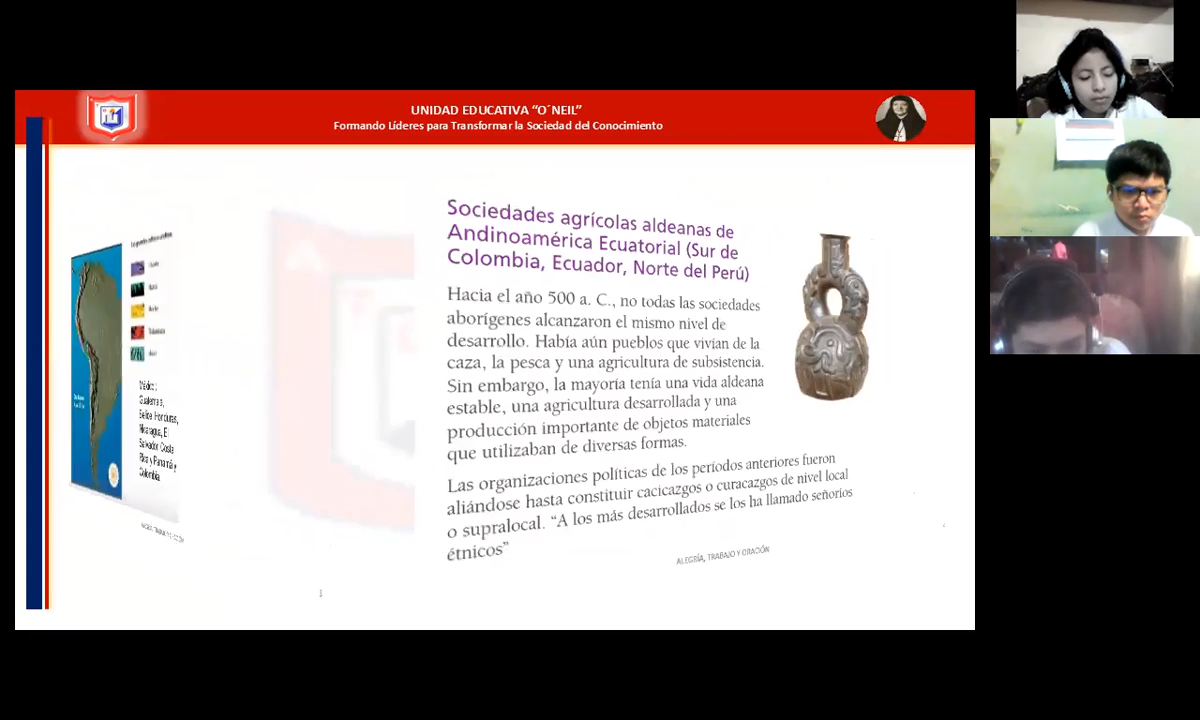 UNIDAD EDUCATIVA “O´NEIL”
Formando Líderes para Transformar la Sociedad del Conocimiento
México ;
Guatemala,
Belice Honduras,
Nicaragua, El
Salvador Costa
Rica y Panamá y
Colombia
Sociedades agrícolas aldeanas de
Andinoamérica Ecuatorial (Sur de
Colombia, Ecuador, Norte del Perú)
Hacia el año 500 a. C., no todas las sociedades
aborígenes alcanzaron el mismo nivel de
desarrollo. Había aún pueblos que vivían de la
caza, la pesca y una agricultura de subsistencia.
Sin embargo, la mayoría tenía una vida aldeana
estable, una agricultura desarrollada y una
producción importante de objetos materiales
que utilizaban de diversas formas.
Las organizaciones políticas de los períodos anteriores fueron
aliándose hasta constituir cacicazgos o curacazgos de nivel local
o supralocal. “A los más desarrollados se los ha llamado señorios
étnicos”
ALEGRÍA, TRABAJO Y ORACIÓN